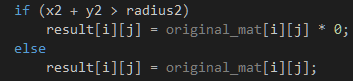 if (x2 + y2 > radius2)
    result[i][j] = original_mat[i][j] * 0;
else
    result[i][j] = original_mat[i][j];